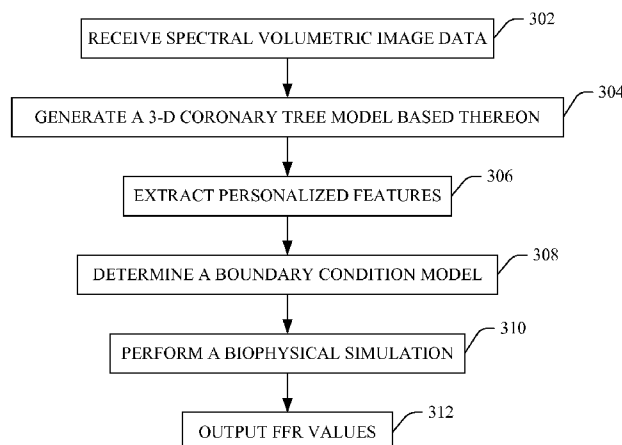 302
RECEIVE SPECTRAL VOLUMETRIC IMAGE DATA
304
GENERATE A 3-D CORONARY TREE MODEL BASED THEREON
306
EXTRACT PERSONALIZED FEATURES
308
DETERMINE A BOUNDARY CONDITION MODEL
310
PERFORM A BIOPHYSICAL SIMULATION
312
OUTPUT FFR VALUES